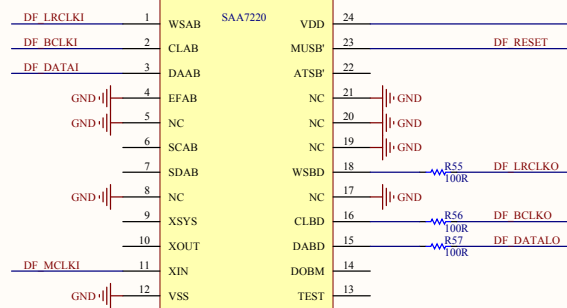 SAA7220
DF_LRCLKI 1 WSAB VDD 24
DF_BCLKI 2 CLAB MUSB' 23 DF_RESET
DF_DATAI 3 DAAB ATSB' 22
GND 4 EFAB NC 21 GND
GND 5 NC NC 20 GND
6 SCAB NC 19 GND
7 SDAB WSBD 18 R55 100R DF_LRCLKO
GND 8 NC NC 17 GND
9 XSYS CLBD 16 R56 100R DF_BCLKO
10 XOUT DABD 15 R57 100R DF_DATALO
DF_MCLKI 11 XIN DOBM 14
GND 12 VSS TEST 13